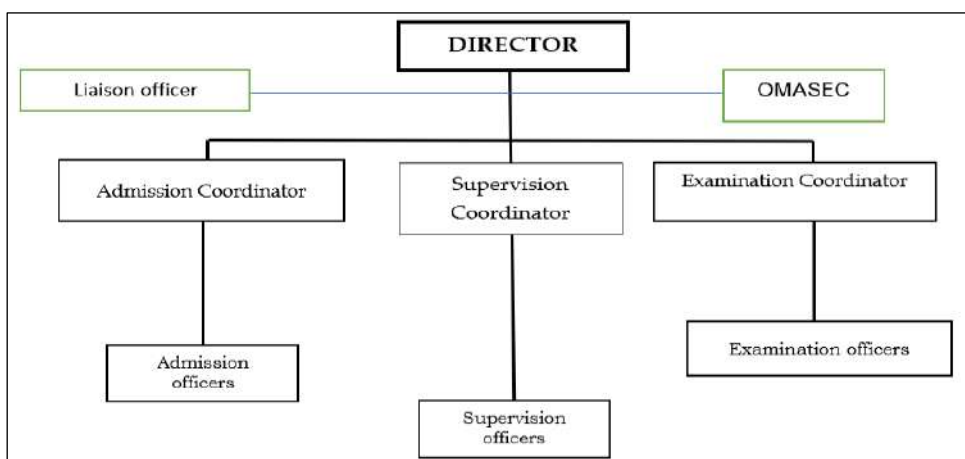 DIRECTOR
Liaison officer
OMASEC
Admission Coordinator
Supervision
Coordinator
Examination Coordinator
Admission
officers
Examination officers
Supervision
officers